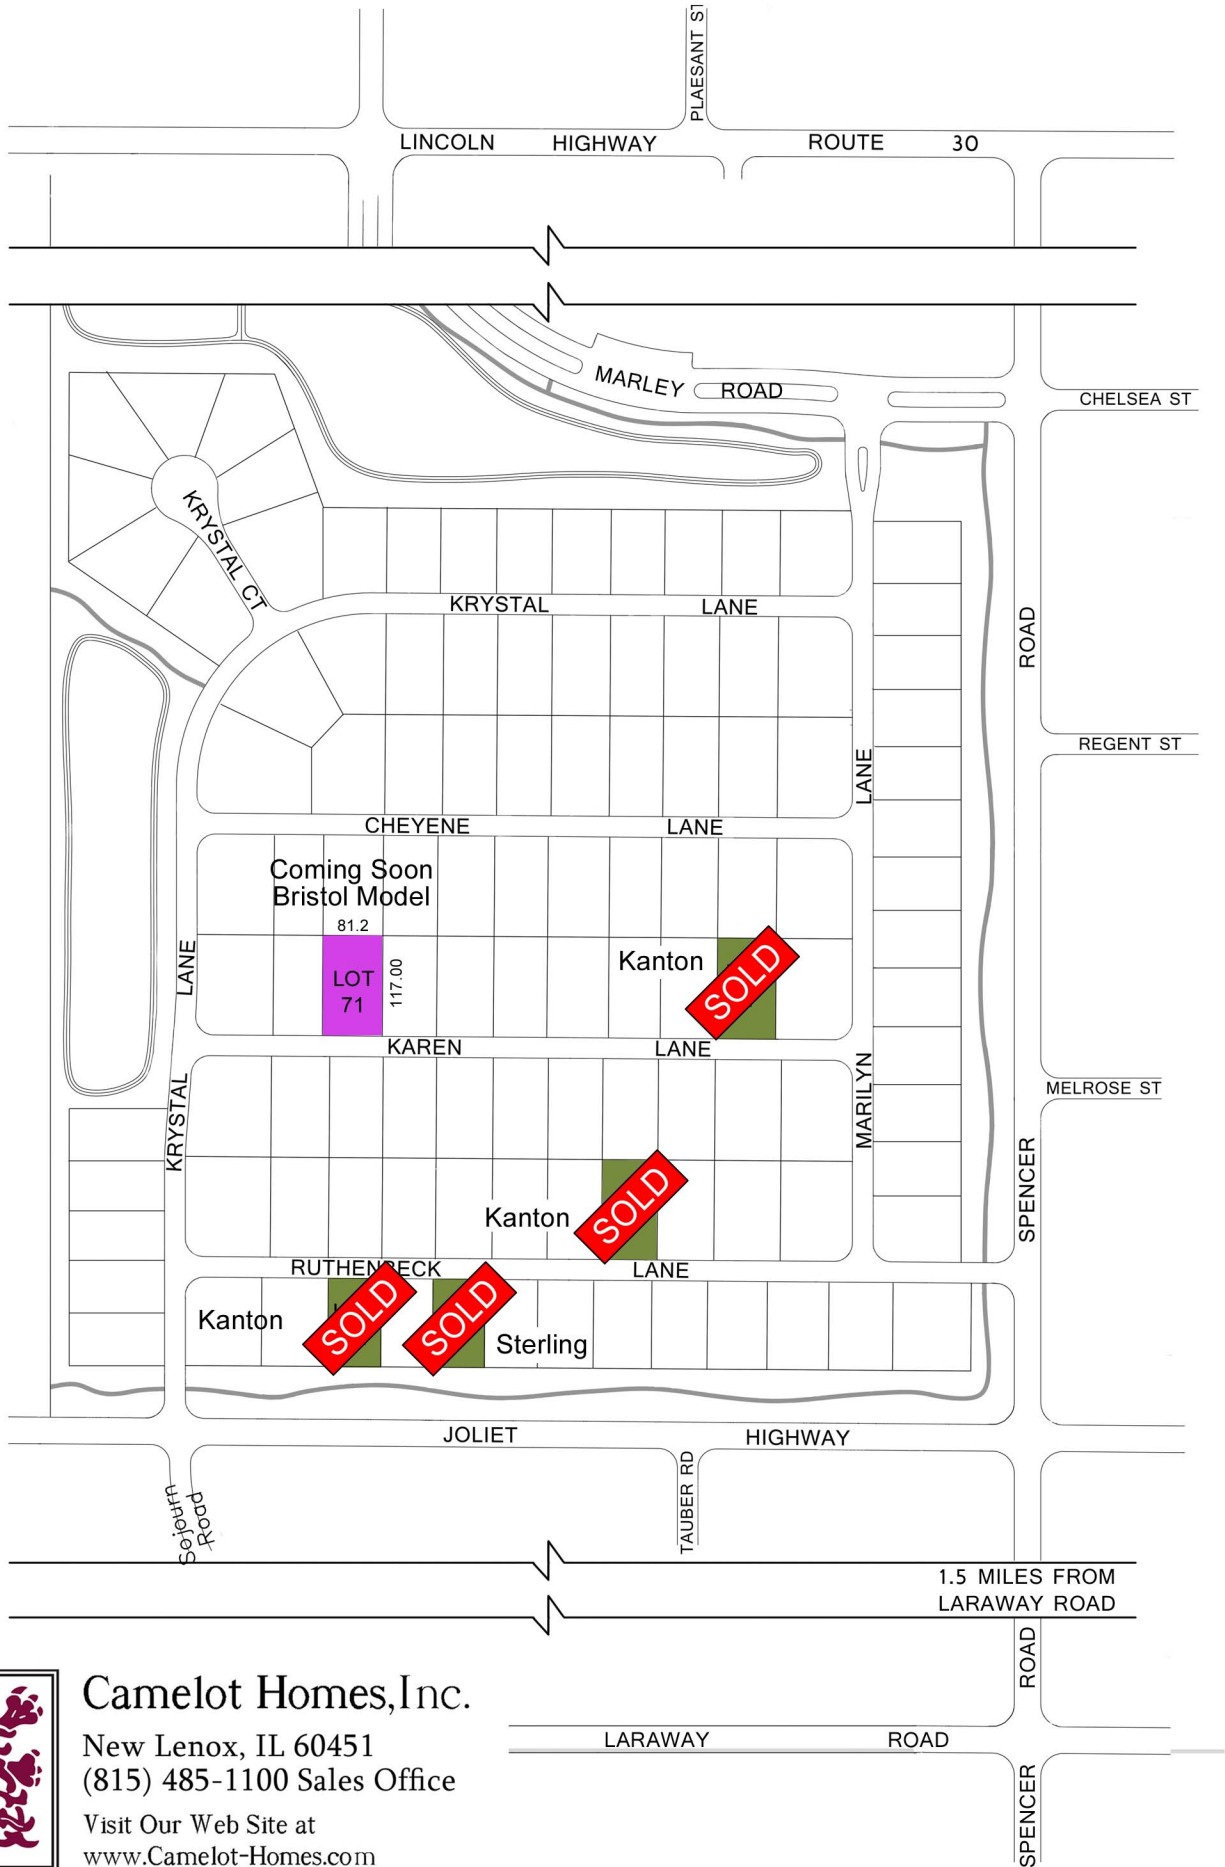 PLAESANT ST
LINCOLN HIGHWAY ROUTE 30
MARLEY ROAD
CHELSEA ST
KRYSTAL CT
KRYSTAL LANE
ROAD
REGENT ST
LANE
CHEYENE LANE
Coming Soon
Bristol Model
81.2
LOT
71
117.00
Kanton
SOLD
LANE
KAREN LANE
MARILYN
MELROSE ST
KRYSTAL
SPENCER
Kanton
SOLD
RUTHENBECK LANE
Kanton
SOLD
SOLD
Sterling
JOLIET HIGHWAY
Sojourn
Road
TAUBER RD
1.5 MILES FROM
LARAWAY ROAD
ROAD
Camelot Homes,Inc.
New Lenox, IL 60451
(815) 485-1100 Sales Office
Visit Our Web Site at
www.Camelot-Homes.com
LARAWAY ROAD
SPENCER